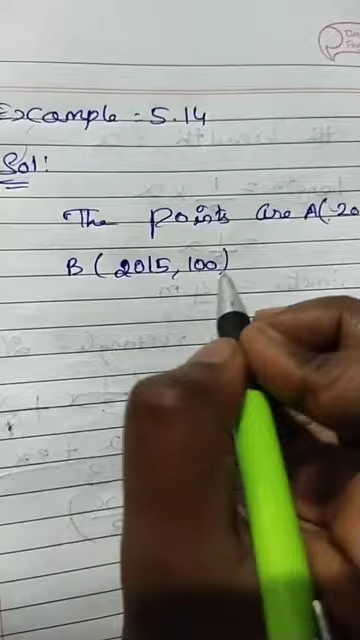 Example = 5.14
Sol:
The points are A(20
B (2015, 100)